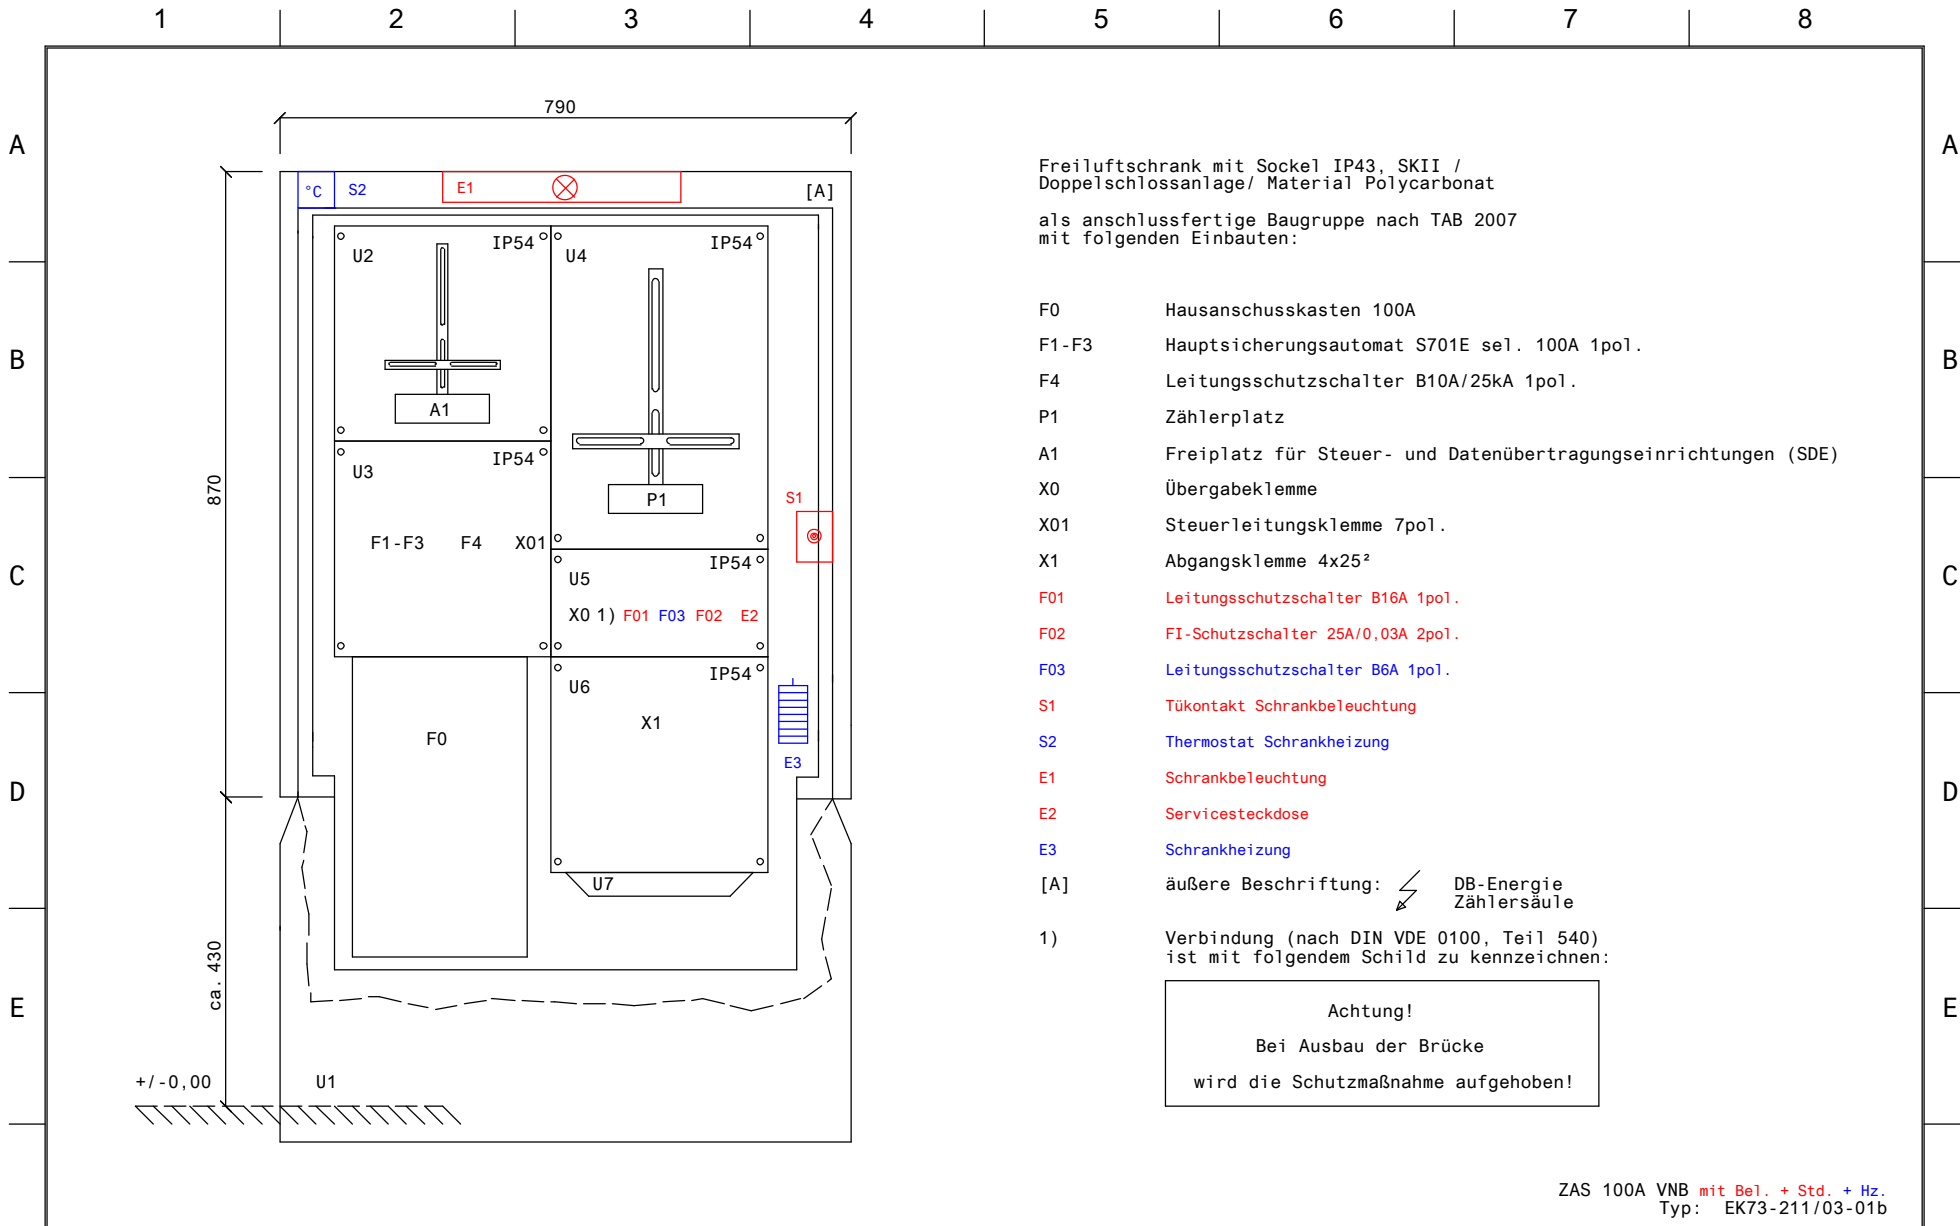 1 2 3 4 5 6 7 8
790
A A
°C S2 E1 [A]
U2 IP54 U4 IP54
A1
B B
U3 IP54
870
P1
S1
F1-F3 F4 X01
C C
U5 IP54
X0 1) F01 F03 F02 E2
U6 IP54
X1
F0
E3
D D
U7
ca. 430
E E
+/-0,00 U1
Freiluftschrank mit Sockel IP43, SKII /
Doppelschlossanlage/ Material Polycarbonat
als anschlussfertige Baugruppe nach TAB 2007
mit folgenden Einbauten:
F0 Hausanschusskasten 100A
F1-F3 Hauptsicherungsautomat S701E sel. 100A 1pol.
F4 Leitungsschutzschalter B10A/25kA 1pol.
P1 Zählerplatz
A1 Freiplatz für Steuer- und Datenübertragungseinrichtungen (SDE)
X0 Übergabeklemme
X01 Steuerleitungsklemme 7pol.
X1 Abgangsklemme 4x25²
F01 Leitungsschutzschalter B16A 1pol.
F02 FI-Schutzschalter 25A/0,03A 2pol.
F03 Leitungsschutzschalter B6A 1pol.
S1 Tükontakt Schrankbeleuchtung
S2 Thermostat Schrankheizung
E1 Schrankbeleuchtung
E2 Servicesteckdose
E3 Schrankheizung
[A] äußere Beschriftung: DB-Energie
Zählersäule
1) Verbindung (nach DIN VDE 0100, Teil 540)
ist mit folgendem Schild zu kennzeichnen:
Achtung!
Bei Ausbau der Brücke
wird die Schutzmaßnahme aufgehoben!
ZAS 100A VNB mit Bel. + Std. + Hz.
Typ: EK73-211/03-01b